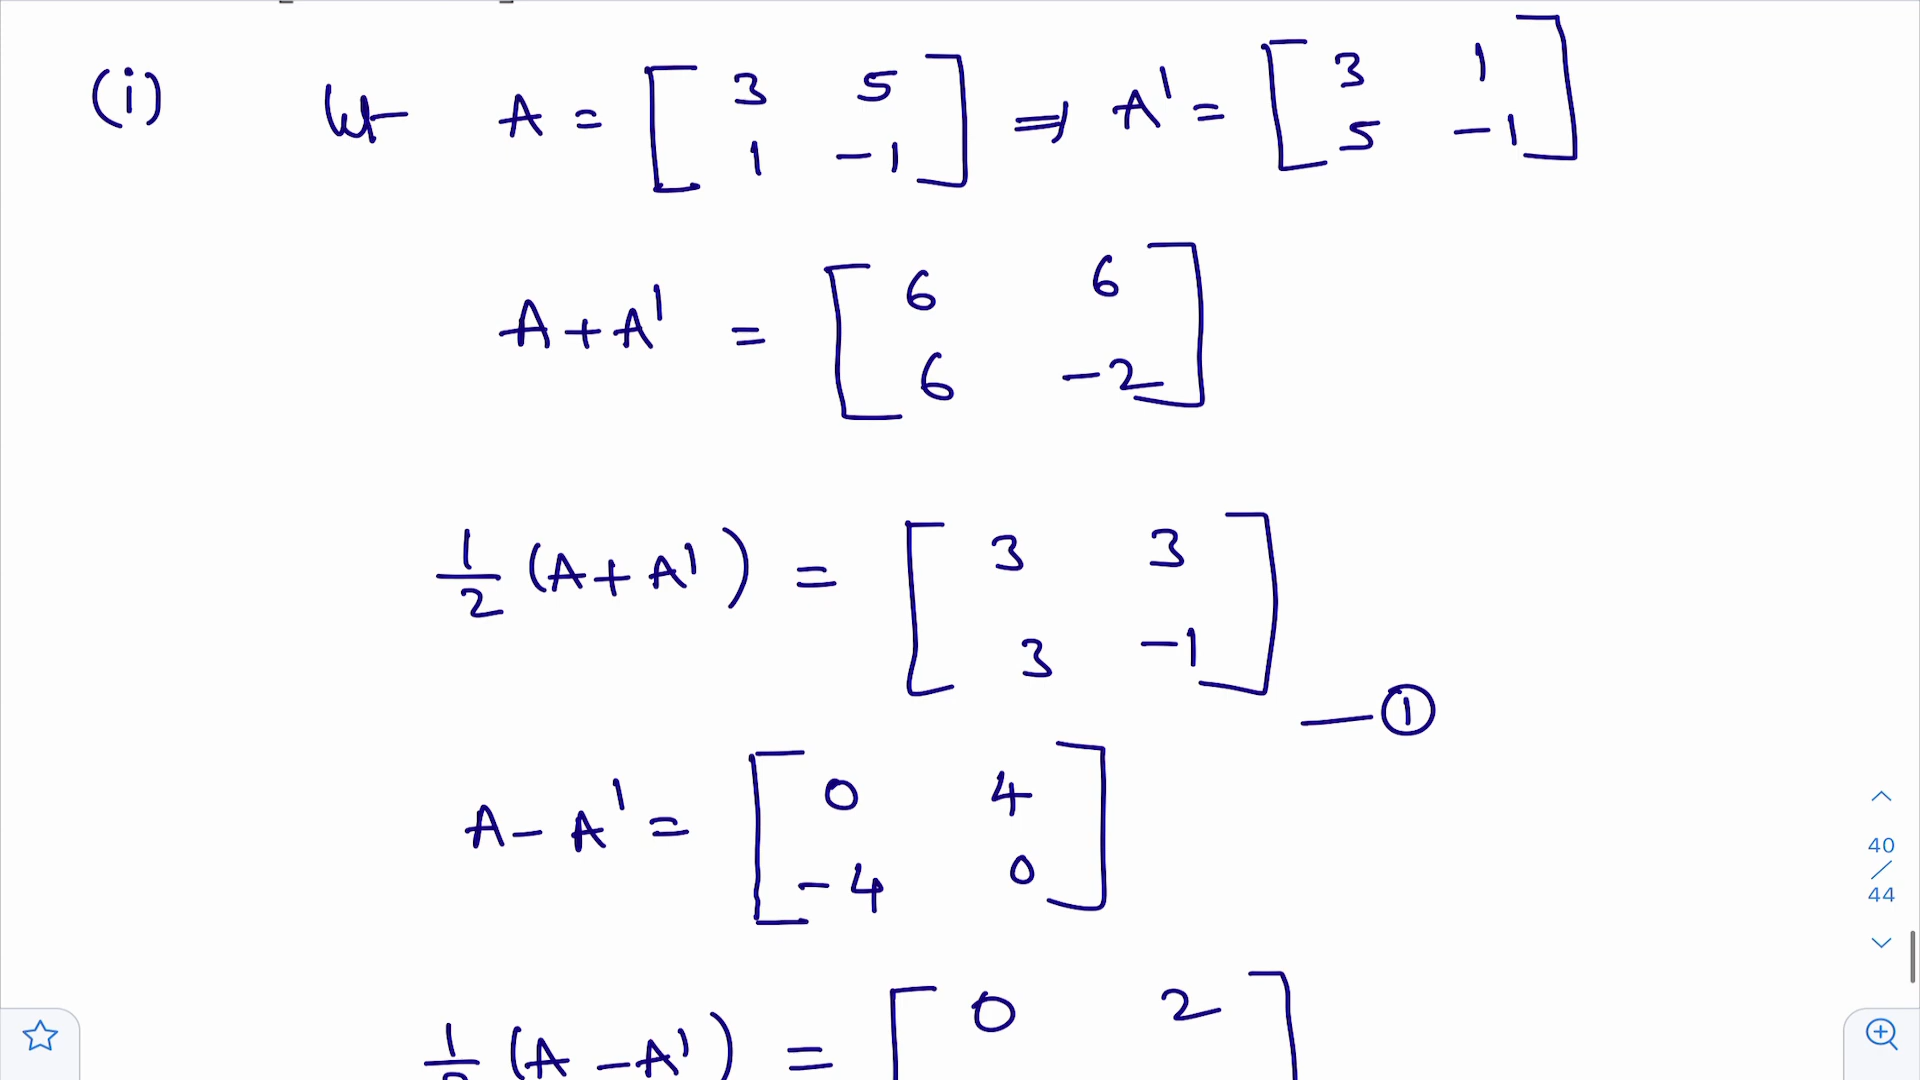 (i) let A = [ 3 5 ; 1 -1 ] ⇒ A' = [ 3 1 ; 5 -1 ]
A + A' = [ 6 6 ; 6 -2 ]
1/2 (A + A') = [ 3 3 ; 3 -1 ] — ①
A - A' = [ 0 4 ; -4 0 ]
1/2 (A - A') = [ 0 2
40
/
44